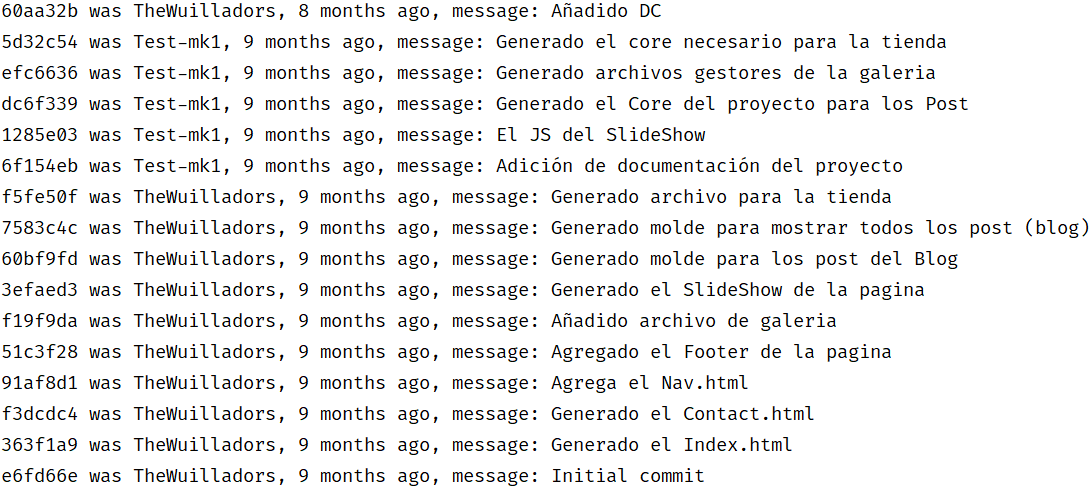 60aa32b was TheWuilladors, 8 months ago, message: Añadido DC
5d32c54 was Test-mk1, 9 months ago, message: Generado el core necesario para la tienda
efc6636 was Test-mk1, 9 months ago, message: Generado archivos gestores de la galeria
dc6f339 was Test-mk1, 9 months ago, message: Generado el Core del proyecto para los Post
1285e03 was Test-mk1, 9 months ago, message: El JS del SlideShow
6f154eb was Test-mk1, 9 months ago, message: Adición de documentación del proyecto
f5fe50f was TheWuilladors, 9 months ago, message: Generado archivo para la tienda
7583c4c was TheWuilladors, 9 months ago, message: Generado molde para mostrar todos los post (blog)
60bf9fd was TheWuilladors, 9 months ago, message: Generado molde para los post del Blog
3efaed3 was TheWuilladors, 9 months ago, message: Generado el SlideShow de la pagina
f19f9da was TheWuilladors, 9 months ago, message: Añadido archivo de galeria
51c3f28 was TheWuilladors, 9 months ago, message: Agregado el Footer de la pagina
91af8d1 was TheWuilladors, 9 months ago, message: Agrega el Nav.html
f3dcdc4 was TheWuilladors, 9 months ago, message: Generado el Contact.html
363f1a9 was TheWuilladors, 9 months ago, message: Generado el Index.html
e6fd66e was TheWuilladors, 9 months ago, message: Initial commit